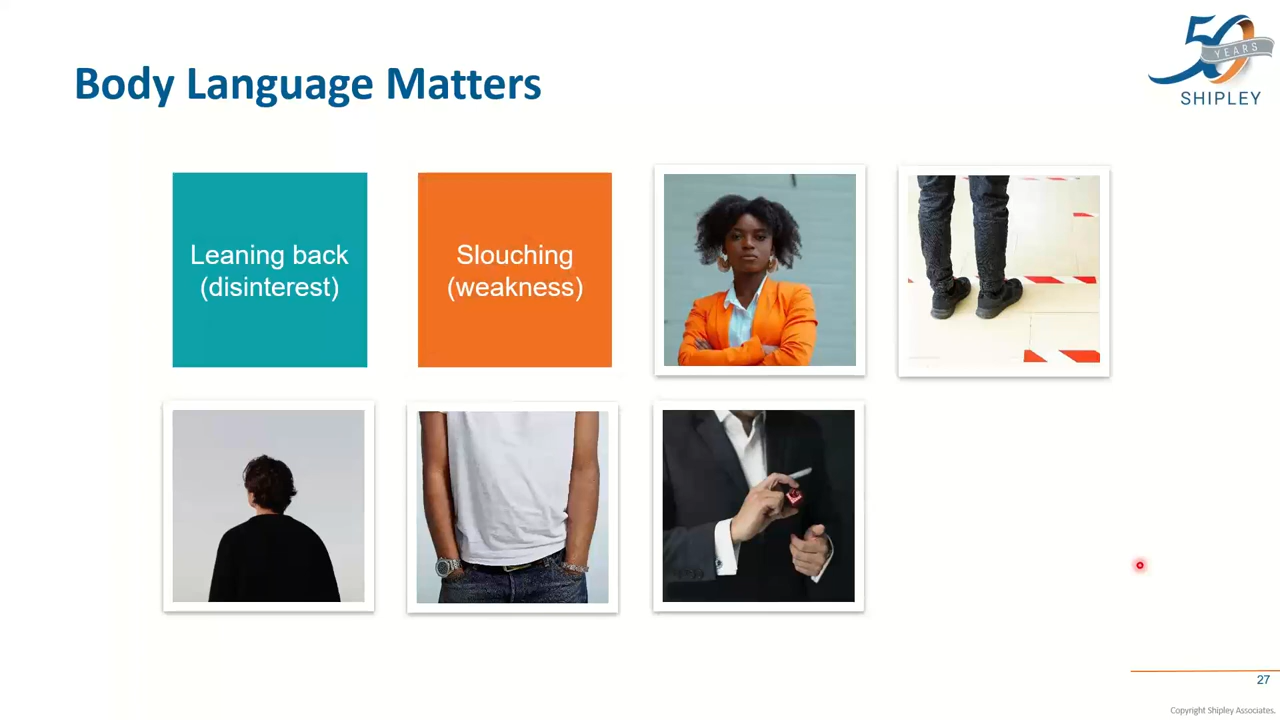 Body Language Matters
50
YEARS
SHIPLEY
Leaning back
(disinterest)
Slouching
(weakness)
27
Copyright Shipley Associates.